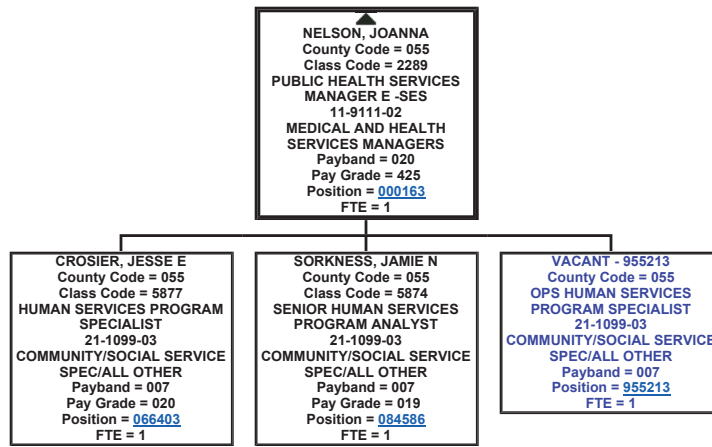 NELSON, JOANNA
County Code = 055
Class Code = 2289
PUBLIC HEALTH SERVICES
MANAGER E -SES
11-9111-02
MEDICAL AND HEALTH
SERVICES MANAGERS
Payband = 020
Pay Grade = 425
Position = 000163
FTE = 1
CROSIER, JESSE E
County Code = 055
Class Code = 5877
HUMAN SERVICES PROGRAM
SPECIALIST
21-1099-03
COMMUNITY/SOCIAL SERVICE
SPEC/ALL OTHER
Payband = 007
Pay Grade = 020
Position = 066403
FTE = 1
SORKNESS, JAMIE N
County Code = 055
Class Code = 5874
SENIOR HUMAN SERVICES
PROGRAM ANALYST
21-1099-03
COMMUNITY/SOCIAL SERVICE
SPEC/ALL OTHER
Payband = 007
Pay Grade = 019
Position = 084586
FTE = 1
VACANT - 955213
County Code = 055
OPS HUMAN SERVICES
PROGRAM SPECIALIST
21-1099-03
COMMUNITY/SOCIAL SERVICE
SPEC/ALL OTHER
Payband = 007
Position = 955213
FTE = 1